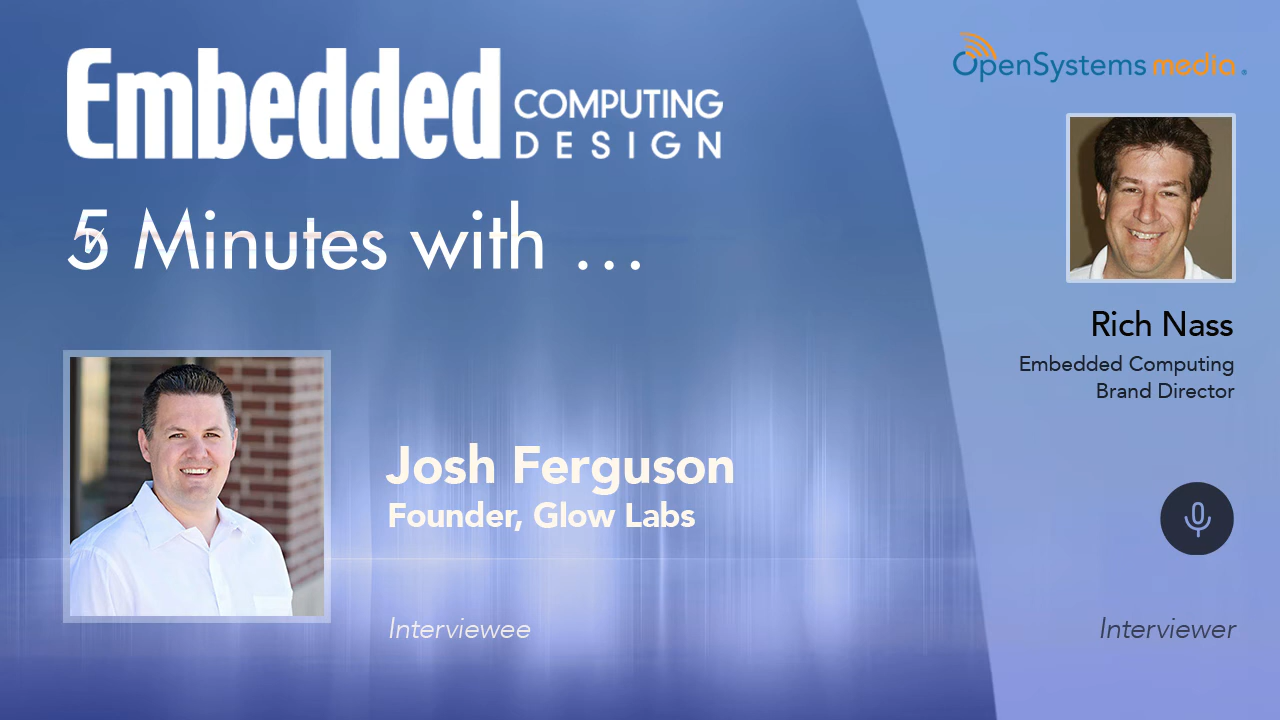 Embedded COMPUTING DESIGN
5 Minutes with ...
Josh Ferguson
Founder, Glow Labs
Interviewee
OpenSystems media
Rich Nass
Embedded Computing
Brand Director
Interviewer